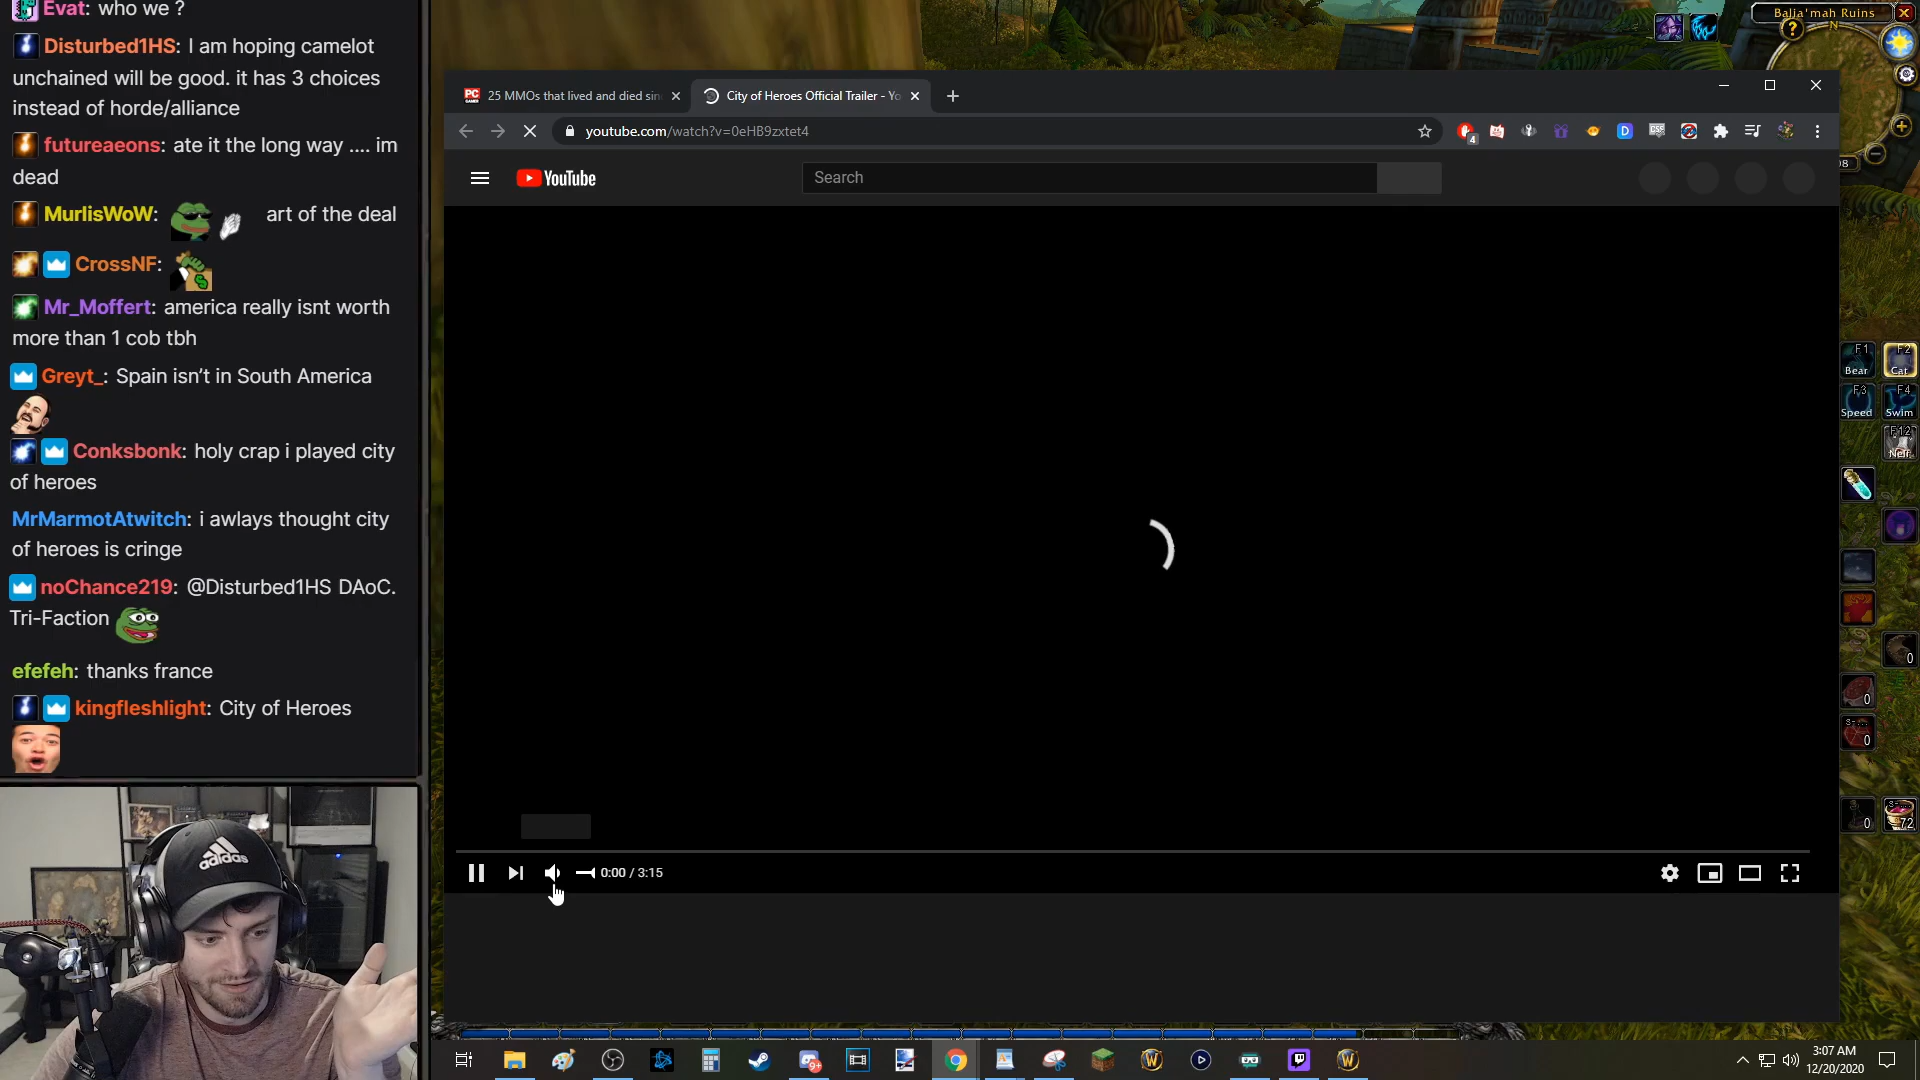 Evat: who we ?
Disturbed1HS: I am hoping camelot
unchained will be good. it has 3 choices
instead of horde/alliance
futureaeons: ate it the long way .... im
dead
MurlisWoW: art of the deal
CrossNF:
Mr_Moffert: america really isnt worth
more than 1 cob tbh
Greyt_: Spain isn't in South America
Conksbonk: holy crap i played city
of heroes
MrMarmotAtwitch: i awlays thought city
of heroes is cringe
noChance219: @Disturbed1HS DAoC.
Tri-Faction
efefeh: thanks france
kingfleshlight: City of Heroes
adidas
PC GAMER
25 MMOs that lived and died sin
City of Heroes Official Trailer - Yo
youtube.com/watch?v=0eHB9zxtet4
4
D
YouTube
Search
0:00 / 3:15
Balia'mah Ruins
N
F1
Bear
F2
Cat
F3
Speed
F4
Swim
F12
0
0
0
0
72
9+
3:07 AM
12/20/2020